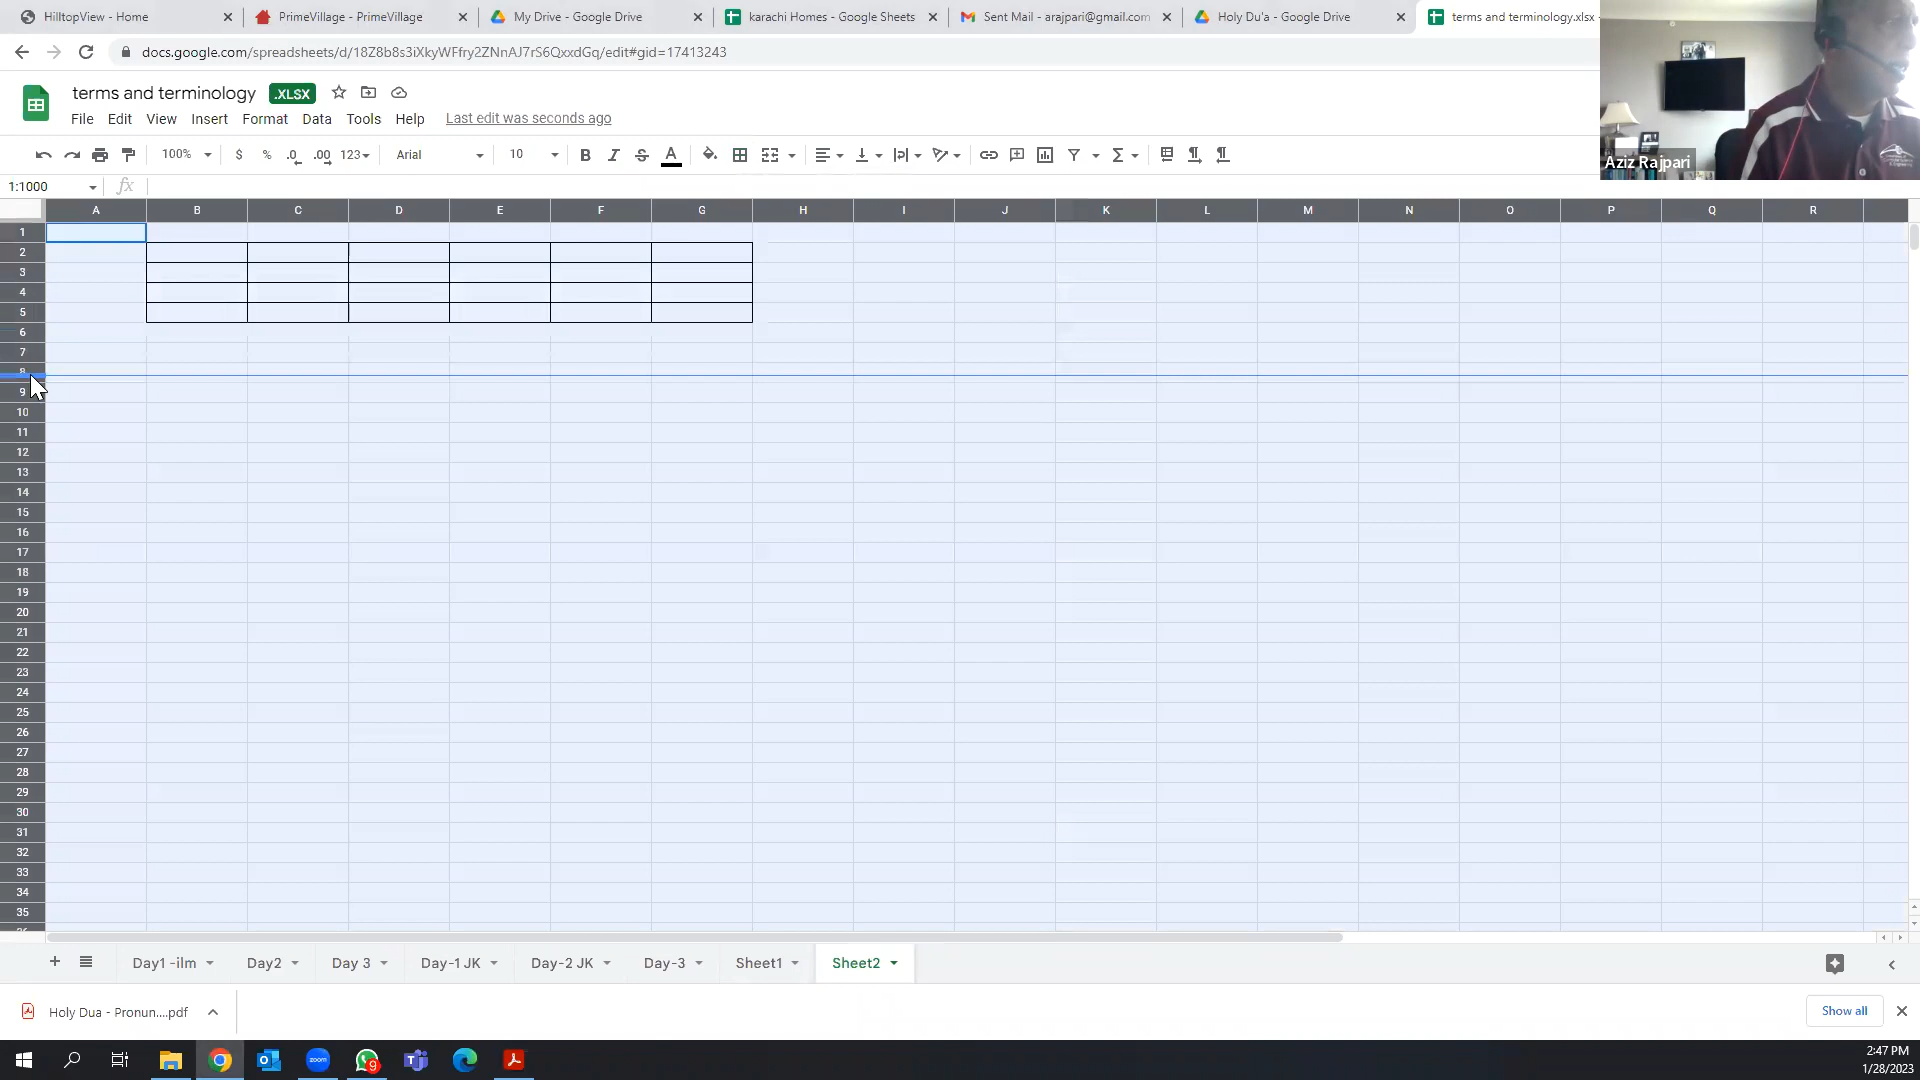 HilltopView - Home
PrimeVillage - PrimeVillage
My Drive - Google Drive
karachi Homes - Google Sheets
Sent Mail - arajpari@gmail.com
Holy Du'a - Google Drive
terms and terminology.xlsx -
docs.google.com/spreadsheets/d/18Z8b8s3iXkyWFfry2ZNnAJ7rS6QxxdGq/edit#gid=17413243
terms and terminology .XLSX
File Edit View Insert Format Data Tools Help Last edit was seconds ago
100% $ % .0 .00 123 Arial 10 B I S A
Aziz Rajpari
1:1000 fx
A B C D E F G H I J K L M N O P Q R
1
2
3
4
5
6
7
8
9
10
11
12
13
14
15
16
17
18
19
20
21
22
23
24
25
26
27
28
29
30
31
32
33
34
35
Day1 -ilm Day2 Day 3 Day-1 JK Day-2 JK Day-3 Sheet1 Sheet2
Holy Dua - Pronun....pdf
Show all
zoom
9
2:47 PM
1/28/2023